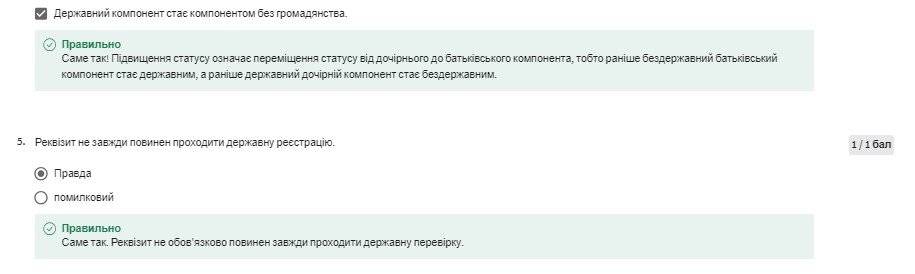 Державний компонент стає компонентом без громадянства.
Правильно
Саме так! Підвищення статусу означає переміщення статусу від дочірнього до батьківського компонента, тобто раніше бездержавний батьківський
компонент стає державним, а раніше державний дочірній компонент стає бездержавним.
5. Реквізит не завжди повинен проходити державну реєстрацію.
1 / 1 бал
Правда
помилковий
Правильно
Саме так. Реквізит не обов'язково повинен завжди проходити державну перевірку.